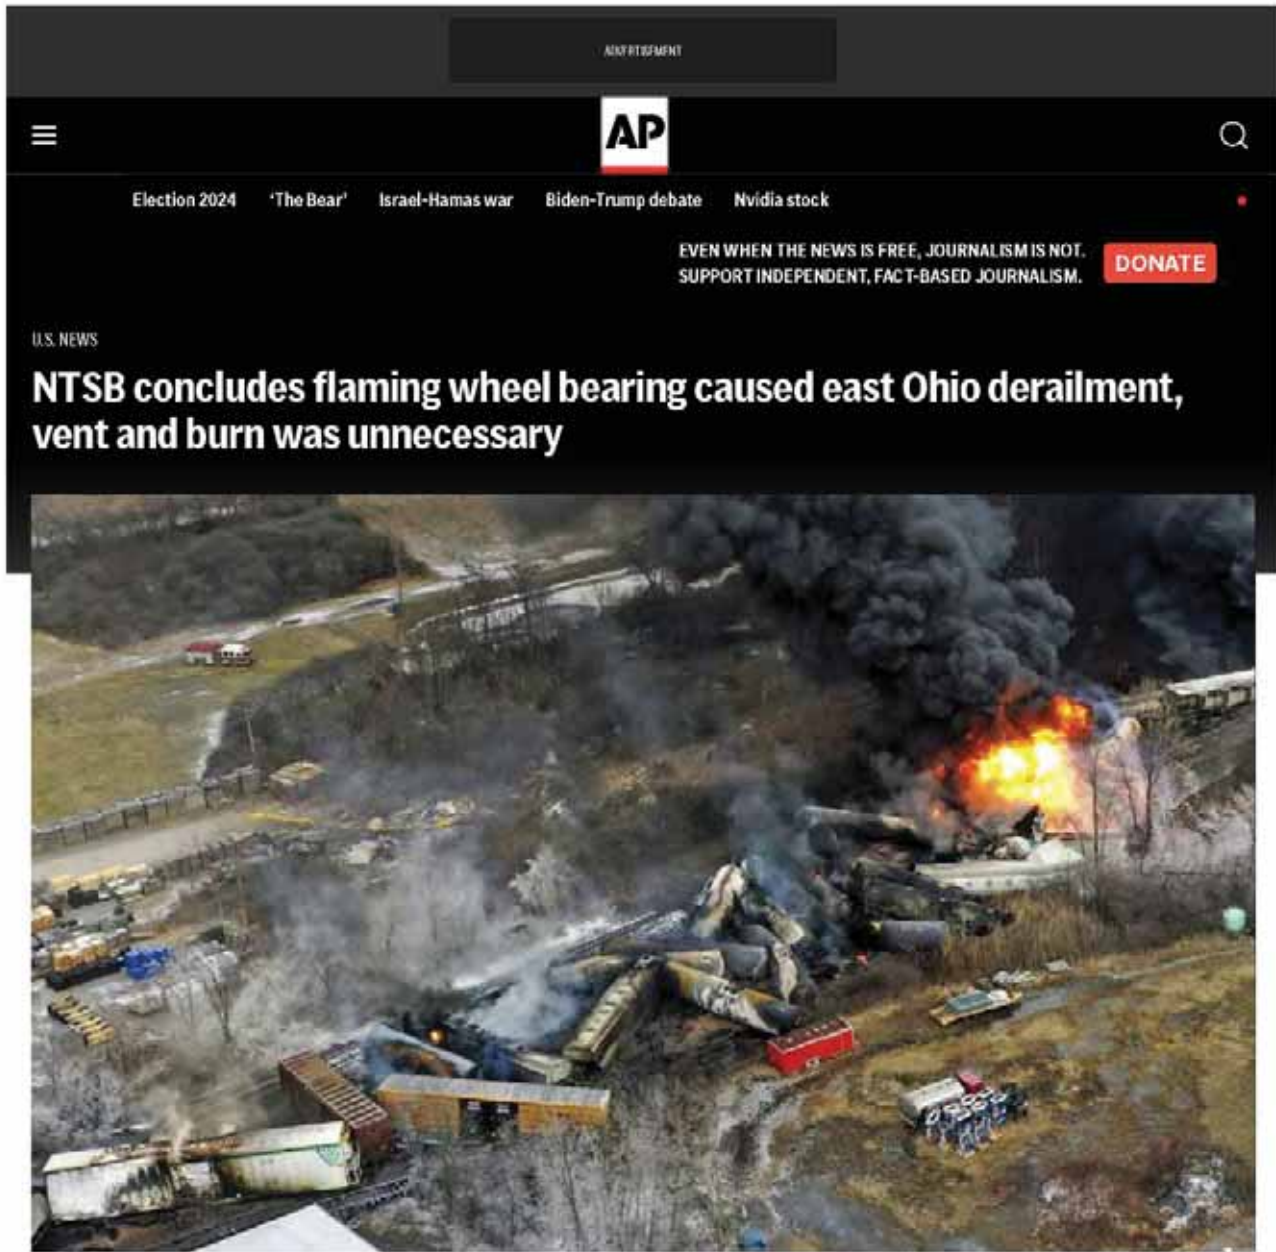 ADVERTISEMENT
AP
Election 2024 'The Bear' Israel-Hamas war Biden-Trump debate Nvidia stock
EVEN WHEN THE NEWS IS FREE, JOURNALISM IS NOT.
SUPPORT INDEPENDENT, FACT-BASED JOURNALISM.
DONATE
U.S. NEWS
NTSB concludes flaming wheel bearing caused east Ohio derailment,
vent and burn was unnecessary